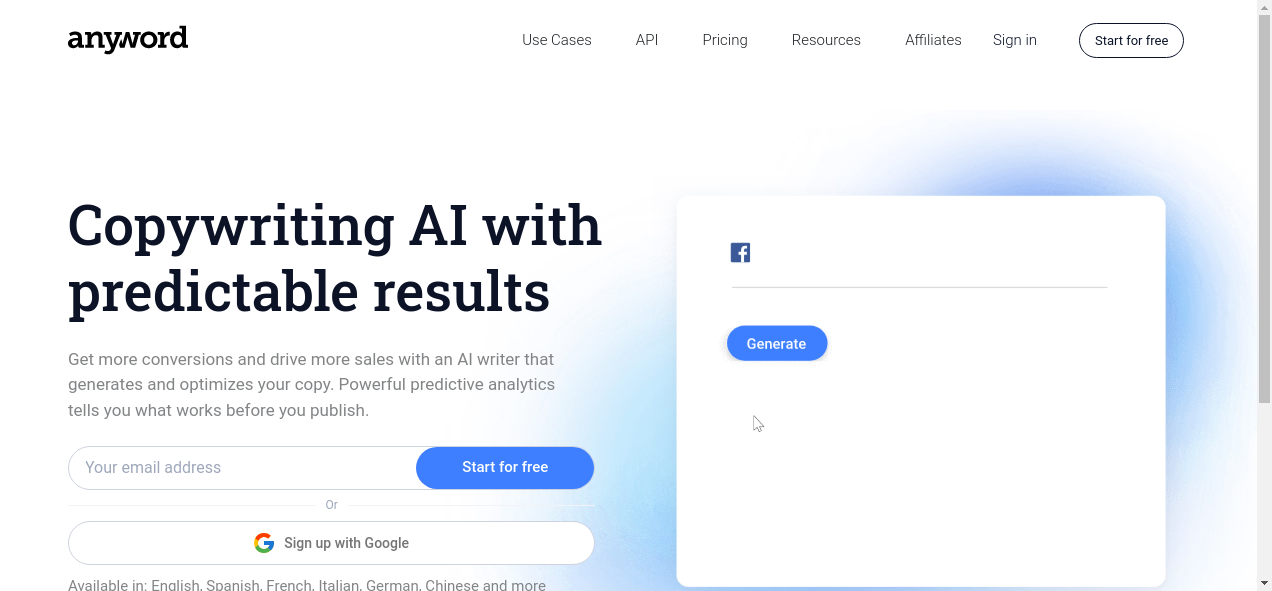 anyword
Use Cases
API
Pricing
Resources
Affiliates
Sign in
Start for free
Copywriting AI with
predictable results
Get more conversions and drive more sales with an AI writer that
generates and optimizes your copy. Powerful predictive analytics
tells you what works before you publish.
Your email address
Start for free
Or
Sign up with Google
Available in: English, Spanish, French, Italian, German, Chinese and more
Generate